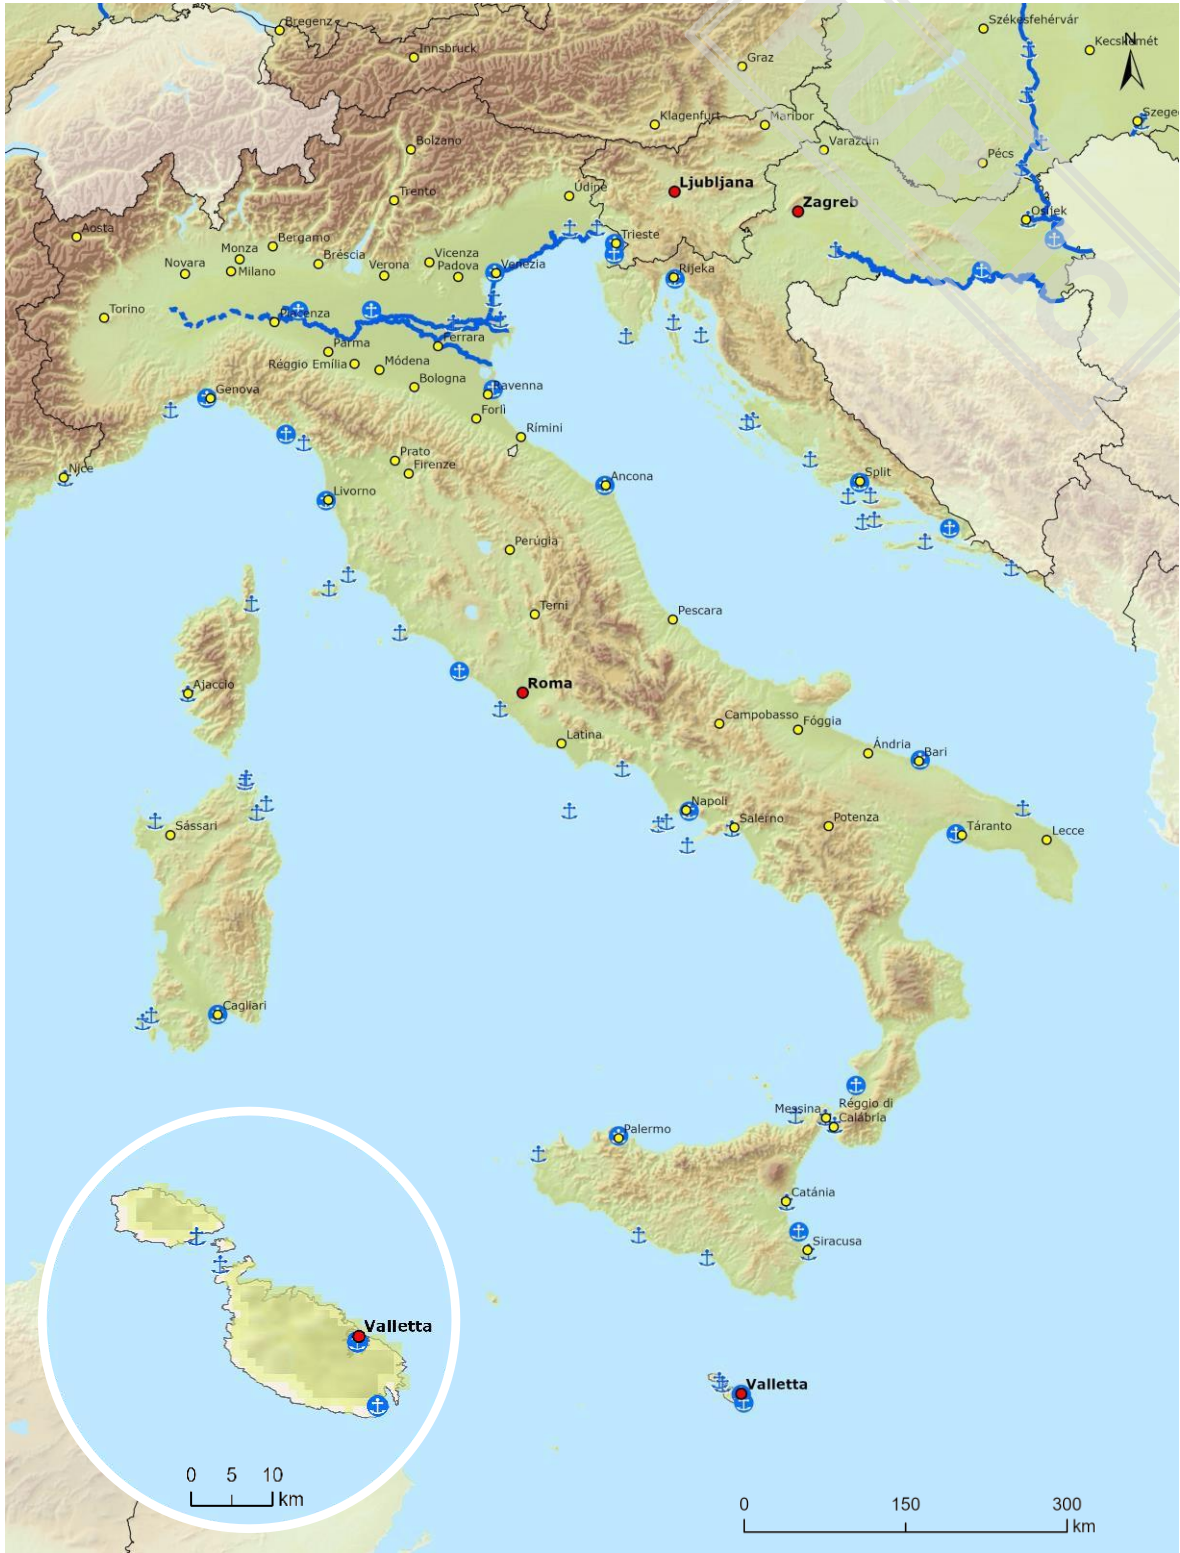 Bregenz
Innsbruck
Székesfehérvár
Kecskemét
N
Graz
Klagenfurt
Maribor
Szeged
Bolzano
Varazdin
Pécs
Trento
Údine
Ljubljana
Zagreb
Osijek
Aosta
Trieste
Monza
Bergamo
Novara
Milano
Bréscia
Verona
Vicenza
Padova
Venezia
Rijeka
Torino
Piacenza
Parma
Ferrara
Réggio Emília
Módena
Bologna
Ravenna
Genova
Forlì
Rímini
Prato
Firenze
Nice
Livorno
Ancona
Split
Perúgia
Terni
Pescara
Ajaccio
Roma
Latina
Campobasso
Fóggia
Ándria
Bari
Sássari
Napoli
Salerno
Potenza
Táranto
Lecce
Cagliari
Messina
Réggio di
Calábria
Palermo
Catánia
Siracusa
Valletta
Valletta
0 5 10
km
0 150 300
km